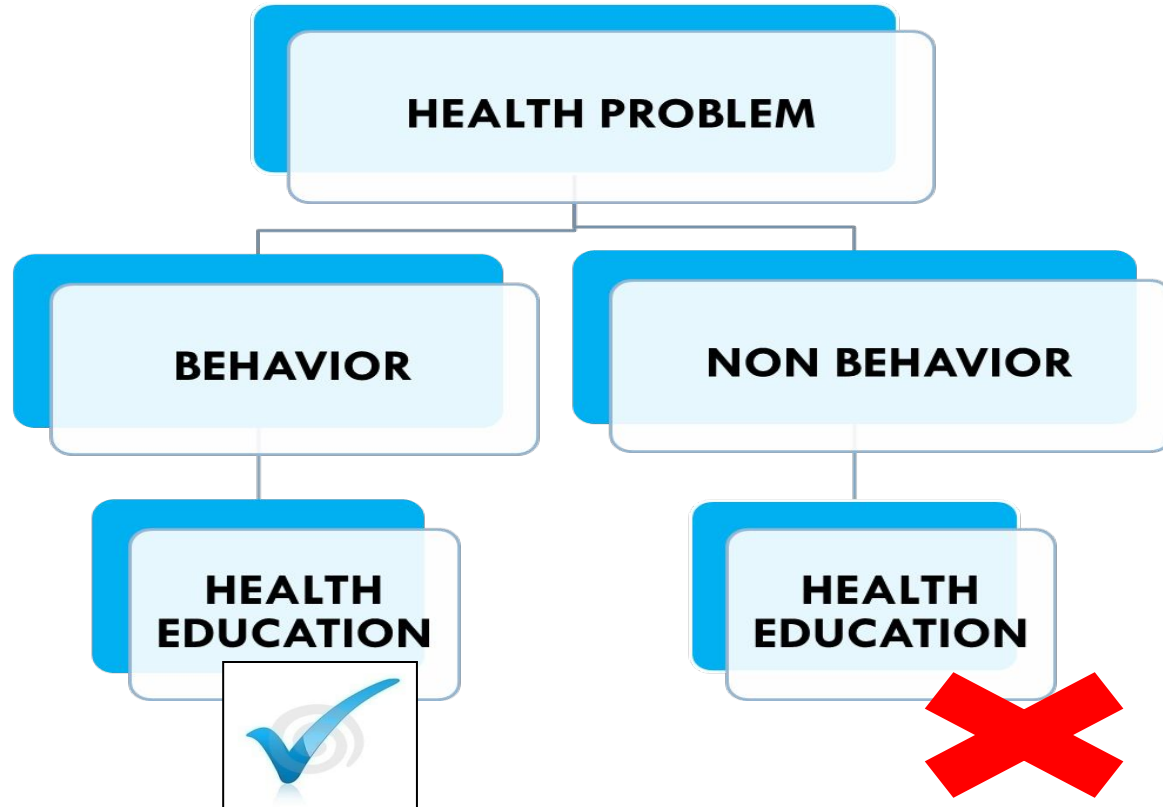 HEALTH PROBLEM
BEHAVIOR
NON BEHAVIOR
HEALTH
EDUCATION
HEALTH
EDUCATION